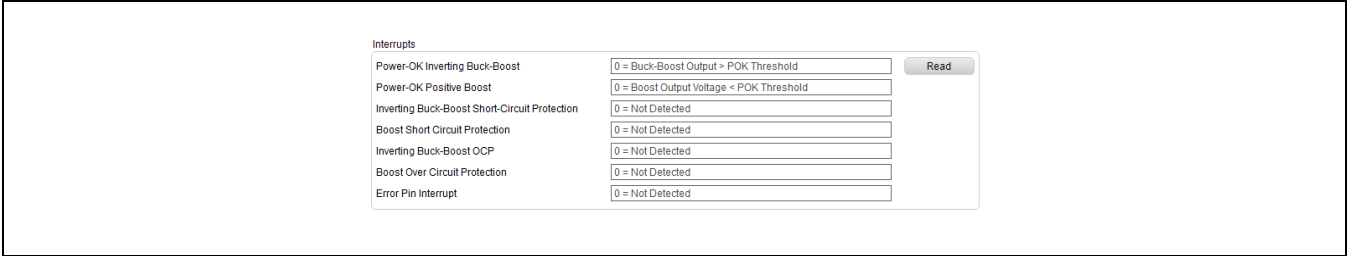 Interrupts
Power-OK Inverting Buck-Boost 0 = Buck-Boost Output > POK Threshold Read
Power-OK Positive Boost 0 = Boost Output Voltage < POK Threshold
Inverting Buck-Boost Short-Circuit Protection 0 = Not Detected
Boost Short Circuit Protection 0 = Not Detected
Inverting Buck-Boost OCP 0 = Not Detected
Boost Over Circuit Protection 0 = Not Detected
Error Pin Interrupt 0 = Not Detected